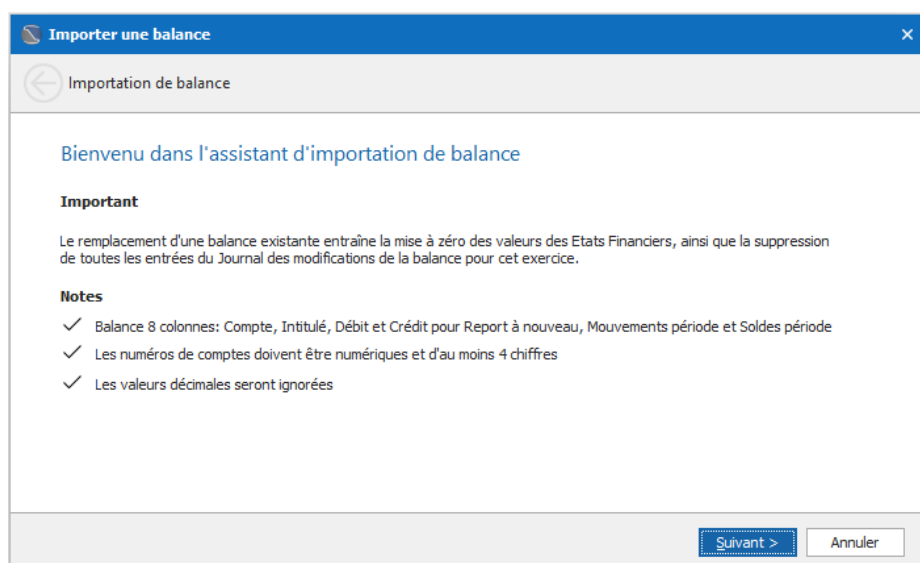 Importer une balance
Importation de balance
Bienvenu dans l'assistant d'importation de balance
Important
Le remplacement d'une balance existante entraîne la mise à zéro des valeurs des Etats Financiers, ainsi que la suppression
de toutes les entrées du Journal des modifications de la balance pour cet exercice.
Notes
Balance 8 colonnes: Compte, Intitulé, Débit et Crédit pour Report à nouveau, Mouvements période et Soldes période
Les numéros de comptes doivent être numériques et d'au moins 4 chiffres
Les valeurs décimales seront ignorées
Suivant >
Annuler